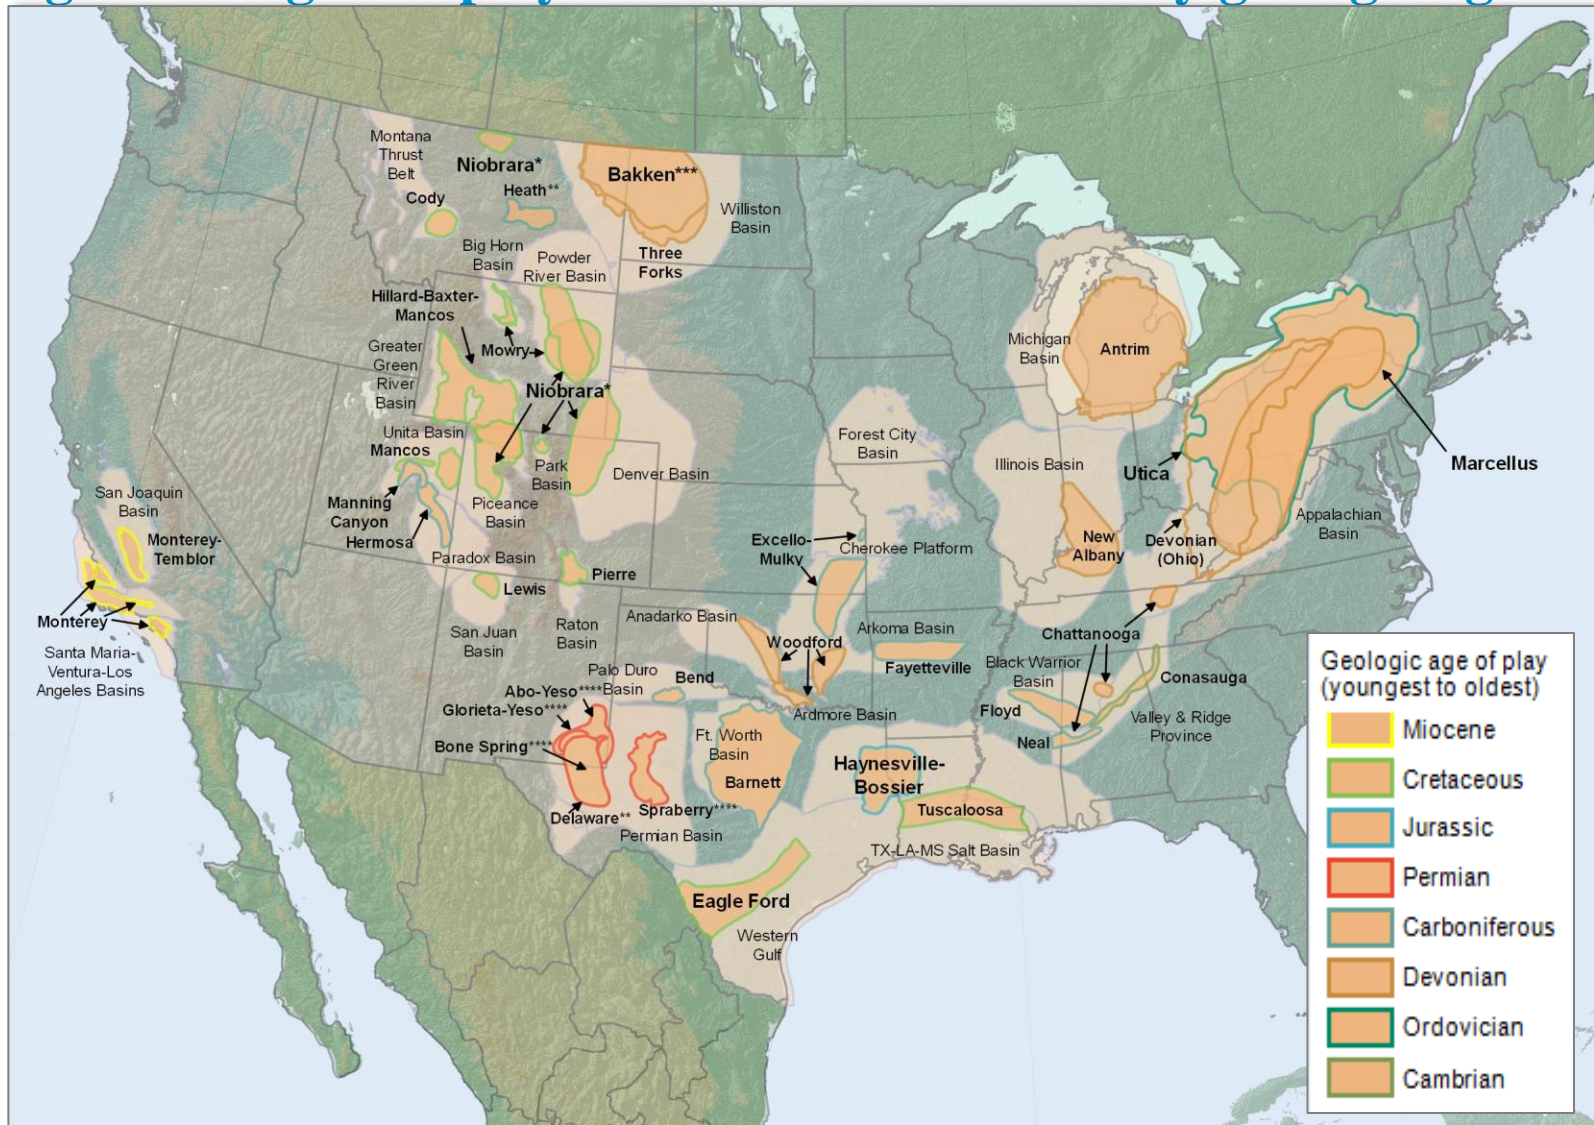 Montana
Thrust
Belt
Niobrara*
Heath**
Cody
Bakken***
Williston
Basin
Three
Forks
Big Horn
Basin
Powder
River Basin
Hillard-Baxter-
Mancos
Mowry
Greater
Green
River
Basin
Niobrara*
Unita Basin
Mancos
Park
Basin
Denver Basin
Manning
Canyon
Piceance
Basin
Hermosa
Paradox Basin
Lewis
Pierre
San Juan
Basin
Raton
Basin
San Joaquin
Basin
Monterey-
Temblor
Monterey
Santa Maria-
Ventura-Los
Angeles Basins
Forest City
Basin
Excello-
Mulky
Cherokee Platform
Anadarko Basin
Woodford
Arkoma Basin
Fayetteville
Palo Duro
Basin
Bend
Abo-Yeso****
Glorieta-Yeso****
Bone Spring****
Delaware**
Spraberry****
Permian Basin
Ft. Worth
Basin
Barnett
Ardmore Basin
Haynesville-
Bossier
Tuscaloosa
TX-LA-MS Salt Basin
Eagle Ford
Western
Gulf
Michigan
Basin
Antrim
Illinois Basin
New
Albany
Utica
Marcellus
Devonian
(Ohio)
Appalachian
Basin
Chattanooga
Black Warrior
Basin
Floyd
Neal
Conasauga
Valley & Ridge
Province
Geologic age of play
(youngest to oldest)
Miocene
Cretaceous
Jurassic
Permian
Carboniferous
Devonian
Ordovician
Cambrian